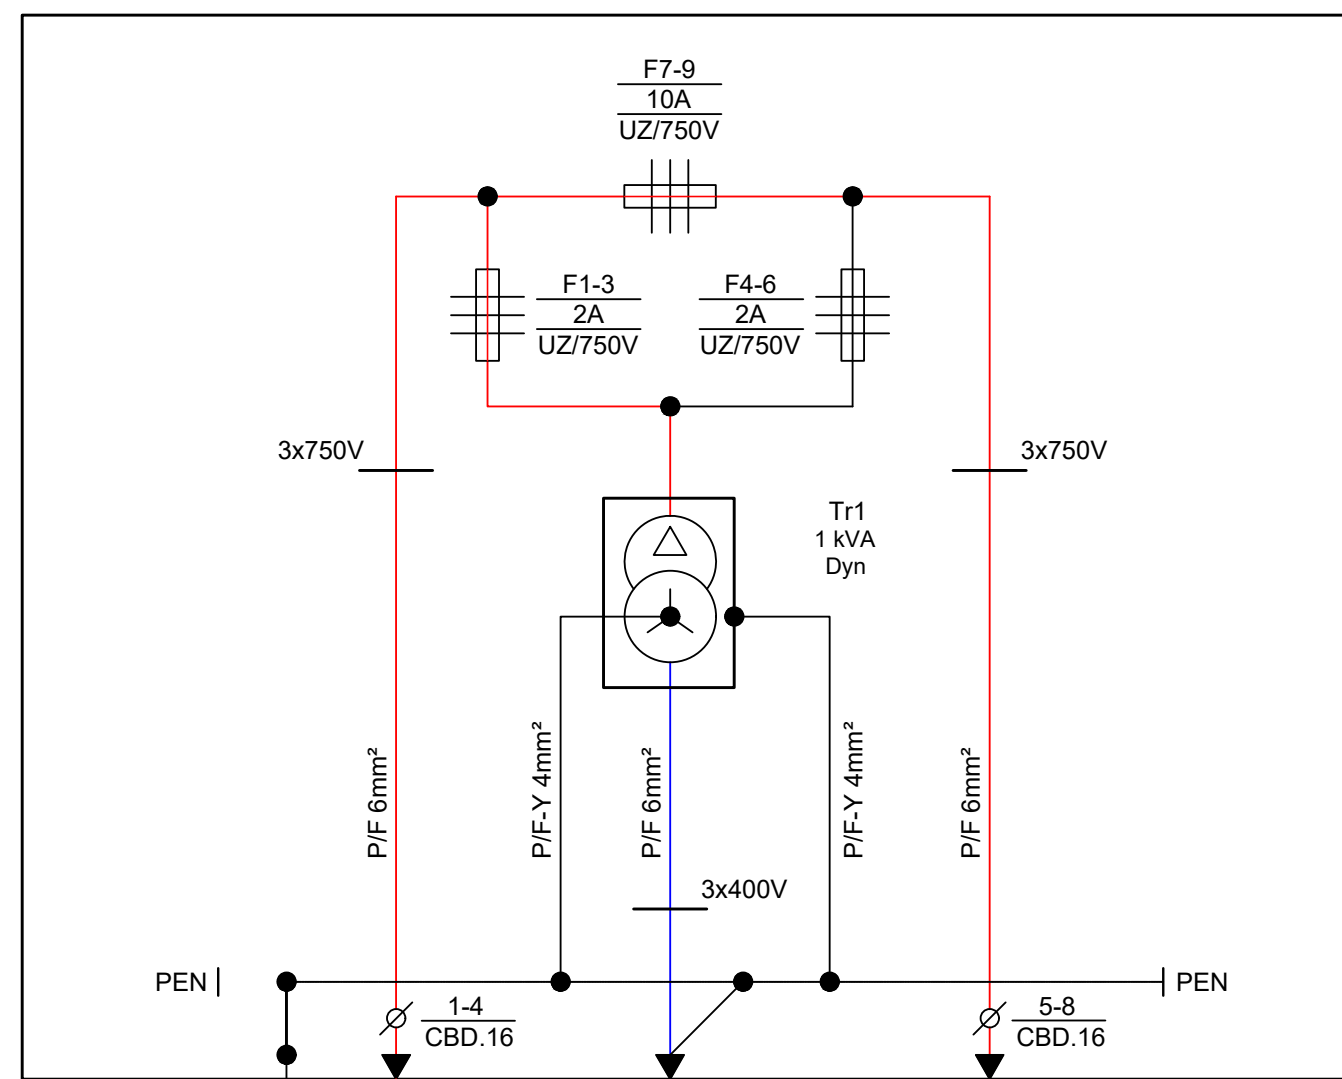 F7-9
10A
UZ/750V
F1-3
2A
UZ/750V
F4-6
2A
UZ/750V
3x750V
3x750V
Tr1
1 kVA
Dyn
P/F 6mm²
P/F-Y 4mm²
P/F 6mm²
P/F-Y 4mm²
P/F 6mm²
3x400V
PEN
PEN
1-4
CBD.16
5-8
CBD.16